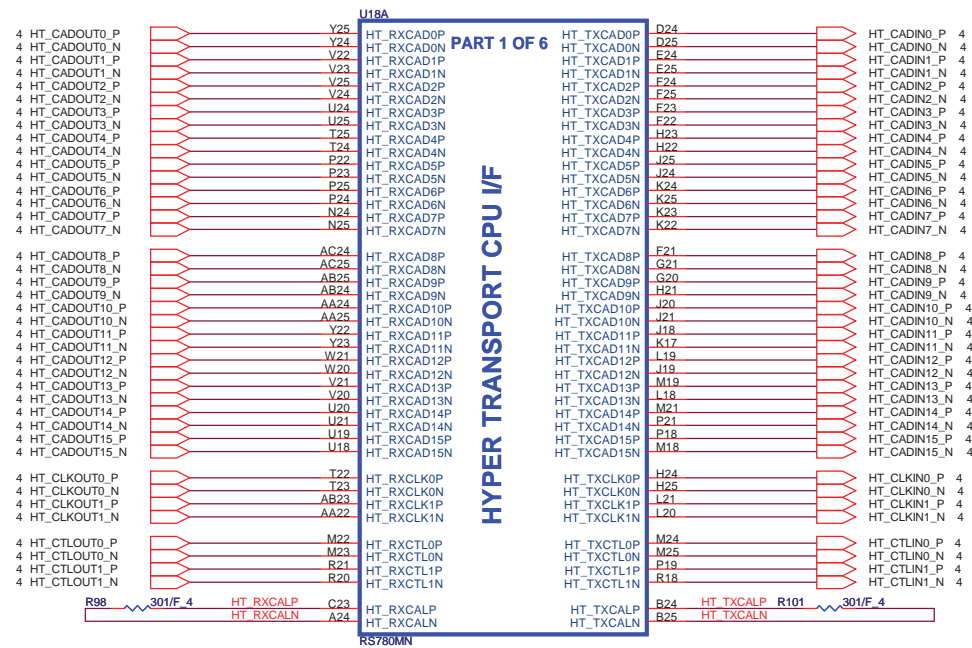 U18A
PART 1 OF 6
HYPER TRANSPORT CPU I/F
4 HT_CADOUT0_P Y25 HT_RXCAD0P HT_TXCAD0P D24 HT_CADIN0_P 4
4 HT_CADOUT0_N Y24 HT_RXCAD0N HT_TXCAD0N D25 HT_CADIN0_N 4
4 HT_CADOUT1_P V22 HT_RXCAD1P HT_TXCAD1P E24 HT_CADIN1_P 4
4 HT_CADOUT1_N V23 HT_RXCAD1N HT_TXCAD1N E25 HT_CADIN1_N 4
4 HT_CADOUT2_P V25 HT_RXCAD2P HT_TXCAD2P F24 HT_CADIN2_P 4
4 HT_CADOUT2_N V24 HT_RXCAD2N HT_TXCAD2N F25 HT_CADIN2_N 4
4 HT_CADOUT3_P U24 HT_RXCAD3P HT_TXCAD3P F23 HT_CADIN3_P 4
4 HT_CADOUT3_N U25 HT_RXCAD3N HT_TXCAD3N F22 HT_CADIN3_N 4
4 HT_CADOUT4_P T25 HT_RXCAD4P HT_TXCAD4P H23 HT_CADIN4_P 4
4 HT_CADOUT4_N T24 HT_RXCAD4N HT_TXCAD4N H22 HT_CADIN4_N 4
4 HT_CADOUT5_P P22 HT_RXCAD5P HT_TXCAD5P J25 HT_CADIN5_P 4
4 HT_CADOUT5_N P23 HT_RXCAD5N HT_TXCAD5N J24 HT_CADIN5_N 4
4 HT_CADOUT6_P P25 HT_RXCAD6P HT_TXCAD6P K24 HT_CADIN6_P 4
4 HT_CADOUT6_N P24 HT_RXCAD6N HT_TXCAD6N K25 HT_CADIN6_N 4
4 HT_CADOUT7_P N24 HT_RXCAD7P HT_TXCAD7P K23 HT_CADIN7_P 4
4 HT_CADOUT7_N N25 HT_RXCAD7N HT_TXCAD7N K22 HT_CADIN7_N 4
4 HT_CADOUT8_P AC24 HT_RXCAD8P HT_TXCAD8P F21 HT_CADIN8_P 4
4 HT_CADOUT8_N AC25 HT_RXCAD8N HT_TXCAD8N G21 HT_CADIN8_N 4
4 HT_CADOUT9_P AB25 HT_RXCAD9P HT_TXCAD9P G20 HT_CADIN9_P 4
4 HT_CADOUT9_N AB24 HT_RXCAD9N HT_TXCAD9N H21 HT_CADIN9_N 4
4 HT_CADOUT10_P AA24 HT_RXCAD10P HT_TXCAD10P J20 HT_CADIN10_P 4
4 HT_CADOUT10_N AA25 HT_RXCAD10N HT_TXCAD10N J21 HT_CADIN10_N 4
4 HT_CADOUT11_P Y22 HT_RXCAD11P HT_TXCAD11P J18 HT_CADIN11_P 4
4 HT_CADOUT11_N Y23 HT_RXCAD11N HT_TXCAD11N K17 HT_CADIN11_N 4
4 HT_CADOUT12_P W21 HT_RXCAD12P HT_TXCAD12P L19 HT_CADIN12_P 4
4 HT_CADOUT12_N W20 HT_RXCAD12N HT_TXCAD12N J19 HT_CADIN12_N 4
4 HT_CADOUT13_P V21 HT_RXCAD13P HT_TXCAD13P M19 HT_CADIN13_P 4
4 HT_CADOUT13_N V20 HT_RXCAD13N HT_TXCAD13N L18 HT_CADIN13_N 4
4 HT_CADOUT14_P U20 HT_RXCAD14P HT_TXCAD14P M21 HT_CADIN14_P 4
4 HT_CADOUT14_N U21 HT_RXCAD14N HT_TXCAD14N P21 HT_CADIN14_N 4
4 HT_CADOUT15_P U19 HT_RXCAD15P HT_TXCAD15P P18 HT_CADIN15_P 4
4 HT_CADOUT15_N U18 HT_RXCAD15N HT_TXCAD15N M18 HT_CADIN15_N 4
4 HT_CLKOUT0_P T22 HT_RXCLK0P HT_TXCLK0P H24 HT_CLKIN0_P 4
4 HT_CLKOUT0_N T23 HT_RXCLK0N HT_TXCLK0N H25 HT_CLKIN0_N 4
4 HT_CLKOUT1_P AB23 HT_RXCLK1P HT_TXCLK1P L21 HT_CLKIN1_P 4
4 HT_CLKOUT1_N AA22 HT_RXCLK1N HT_TXCLK1N L20 HT_CLKIN1_N 4
4 HT_CTLOUT0_P M22 HT_RXCTL0P HT_TXCTL0P M24 HT_CTLIN0_P 4
4 HT_CTLOUT0_N M23 HT_RXCTL0N HT_TXCTL0N M25 HT_CTLIN0_N 4
4 HT_CTLOUT1_P R21 HT_RXCTL1P HT_TXCTL1P P19 HT_CTLIN1_P 4
4 HT_CTLOUT1_N R20 HT_RXCTL1N HT_TXCTL1N R18 HT_CTLIN1_N 4
R98 301/F_4 HT_RXCALP C23 HT_RXCALP HT_TXCALP B24 HT_TXCALP R101 301/F_4
HT_RXCALN A24 HT_RXCALN HT_TXCALN B25 HT_TXCALN
RS780MN